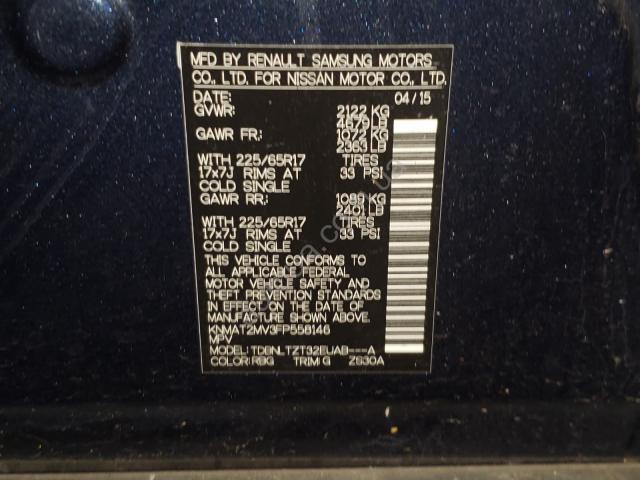 MFD BY RENAULT SAMSUNG MOTORS
CO., LTD. FOR NISSAN MOTOR CO., LTD.
DATE: 04/15
GVWR: 2122 KG
4679 LB
GAWR FR: 1072 KG
2363 LB
WITH 225/65R17 TIRES
17x7J RIMS AT 33 PSI
COLD SINGLE
GAWR RR: 1089 KG
2401 LB
WITH 225/65R17 TIRES
17x7J RIMS AT 33 PSI
COLD SINGLE
THIS VEHICLE CONFORMS TO
ALL APPLICABLE FEDERAL
MOTOR VEHICLE SAFETY AND
THEFT PREVENTION STANDARDS
IN EFFECT ON THE DATE OF
MANUFACTURE SHOWN ABOVE.
KNMAT2MV3FP558146
MPV
MODEL: TDBNLTZT32EUAB---A
COLOR: RBG TRIM: G ZS30A